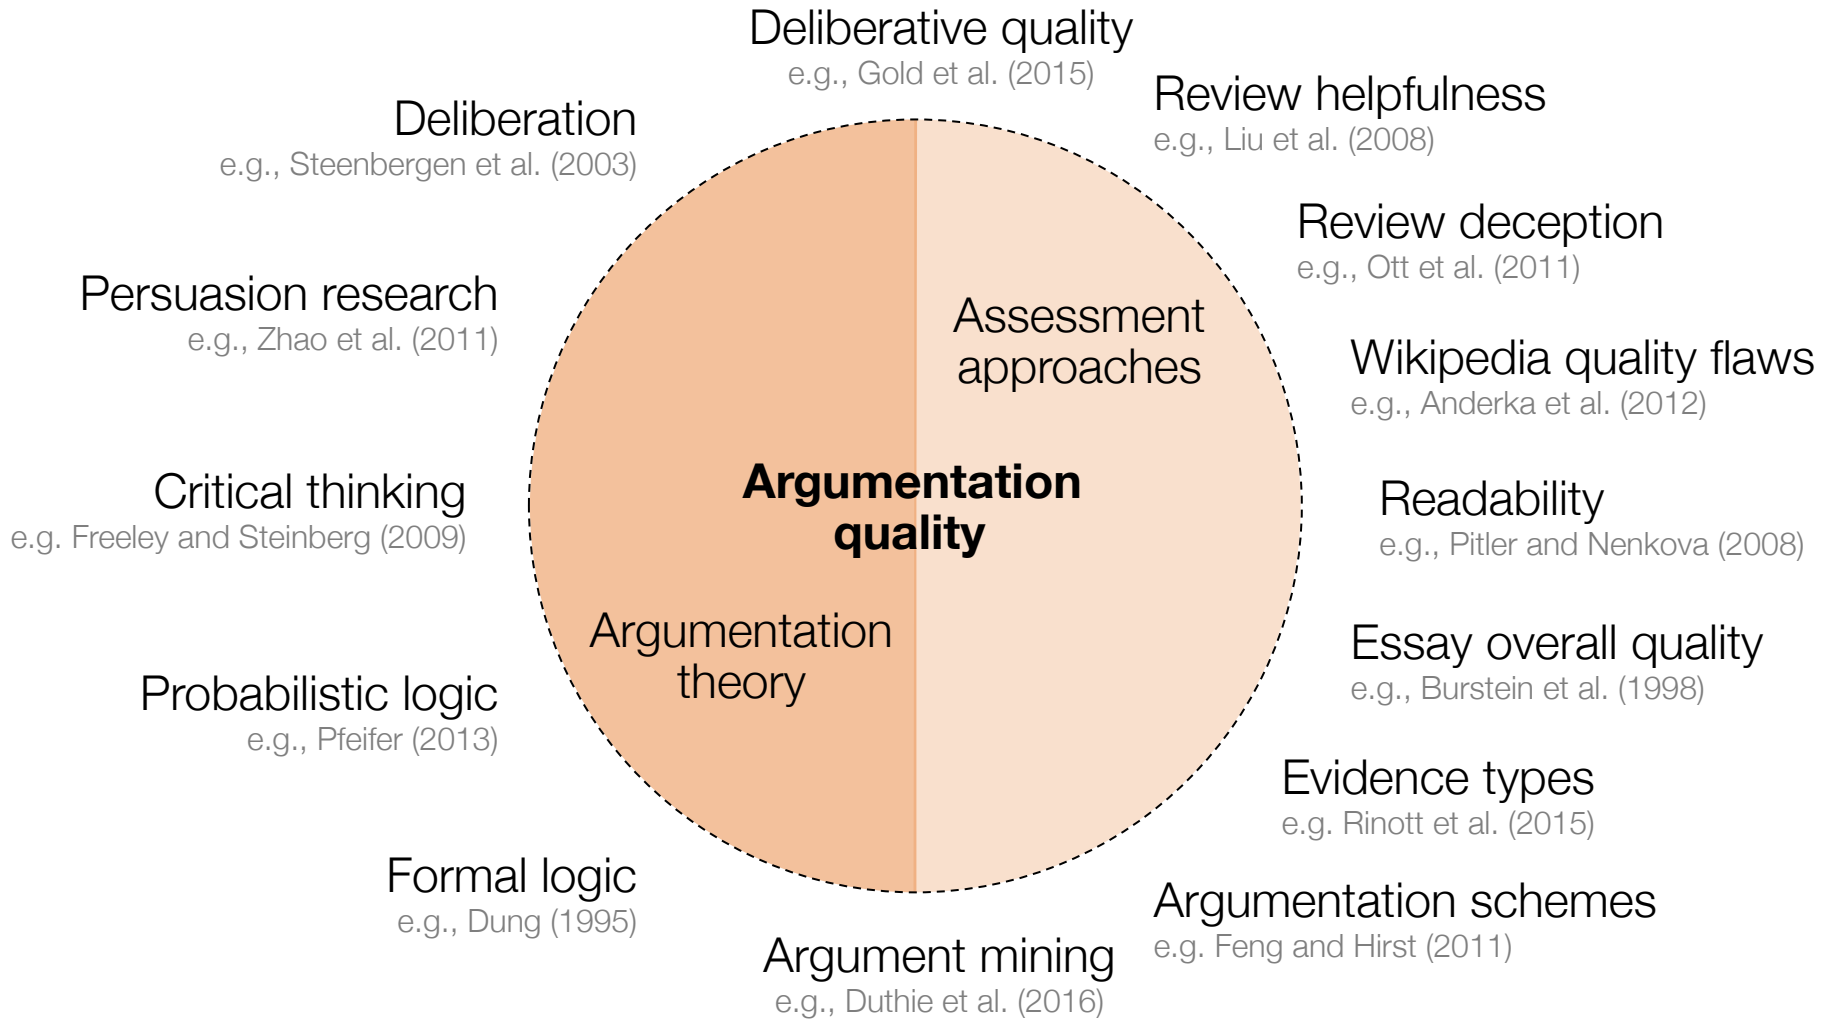 Deliberative quality
e.g., Gold et al. (2015)
Review helpfulness
e.g., Liu et al. (2008)
Deliberation
e.g., Steenbergen et al. (2003)
Review deception
e.g., Ott et al. (2011)
Persuasion research
e.g., Zhao et al. (2011)
Assessment
approaches
Wikipedia quality flaws
e.g., Anderka et al. (2012)
Critical thinking
e.g. Freeley and Steinberg (2009)
Argumentation
quality
Readability
e.g., Pitler and Nenkova (2008)
Argumentation
theory
Essay overall quality
e.g., Burstein et al. (1998)
Probabilistic logic
e.g., Pfeifer (2013)
Evidence types
e.g. Rinott et al. (2015)
Formal logic
e.g., Dung (1995)
Argumentation schemes
e.g. Feng and Hirst (2011)
Argument mining
e.g., Duthie et al. (2016)